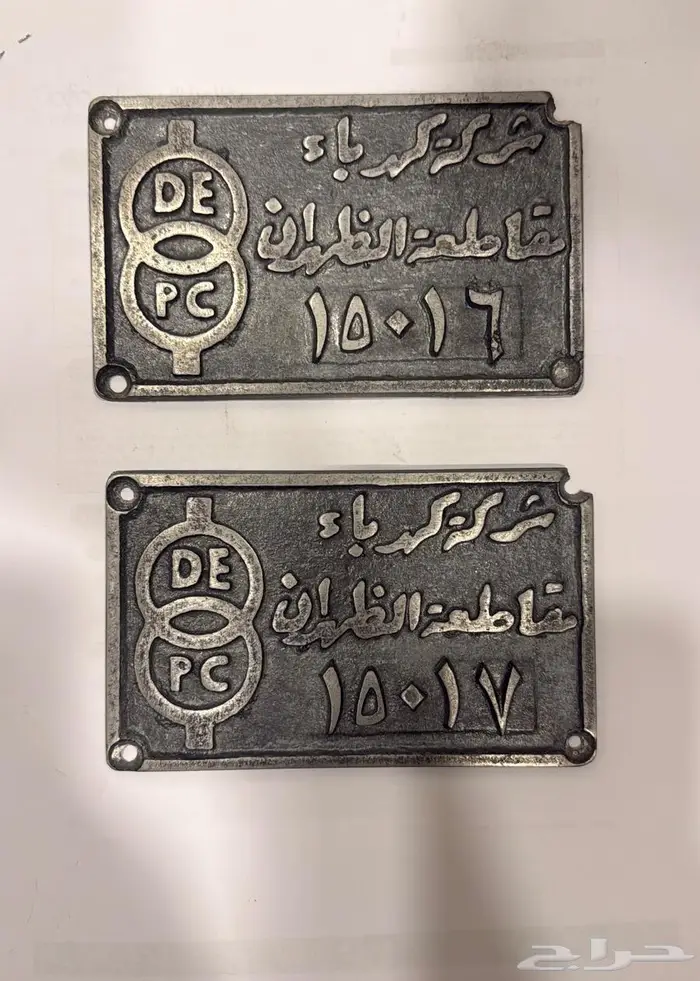 شركة كهرباء
مقاطعة الظهران
١٥٠١٦
DE
PC
شركة كهرباء
مقاطعة الظهران
١٥٠١٧
DE
PC
حراج